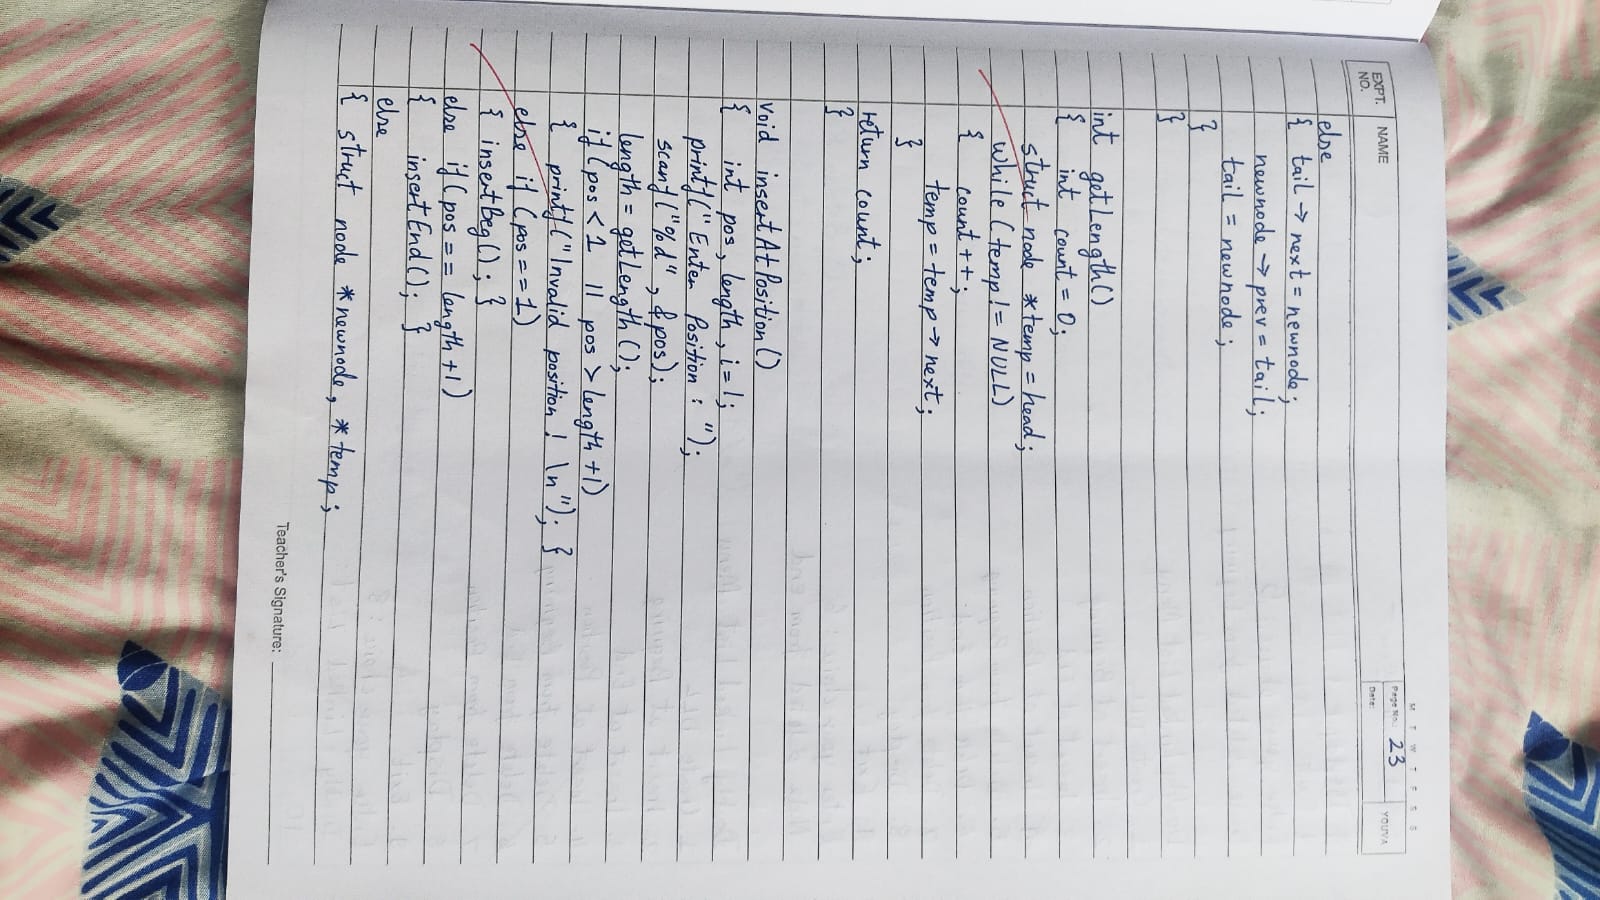 M T W T F S S
EXPT. NO. NAME Page No.: 23
Date: YOUVA
else
{ tail → next = newnode;
newnode → prev = tail;
tail = newnode;
}
}
int getLength()
{ int count = 0;
struct node *temp = head;
while (temp != NULL)
{ count ++;
temp = temp → next;
}
return count;
}
void insertAtPosition()
{ int pos, length, i=1;
printf("Enter Position : ");
scanf("%d", &pos);
length = getLength();
if (pos < 1 || pos > length +1)
{ printf("Invalid position ! \n"); }
else if (pos == 1)
{ insertBeg(); }
else if (pos == length +1)
{ insertEnd(); }
else
{ struct node *newnode, *temp;
Teacher's Signature: